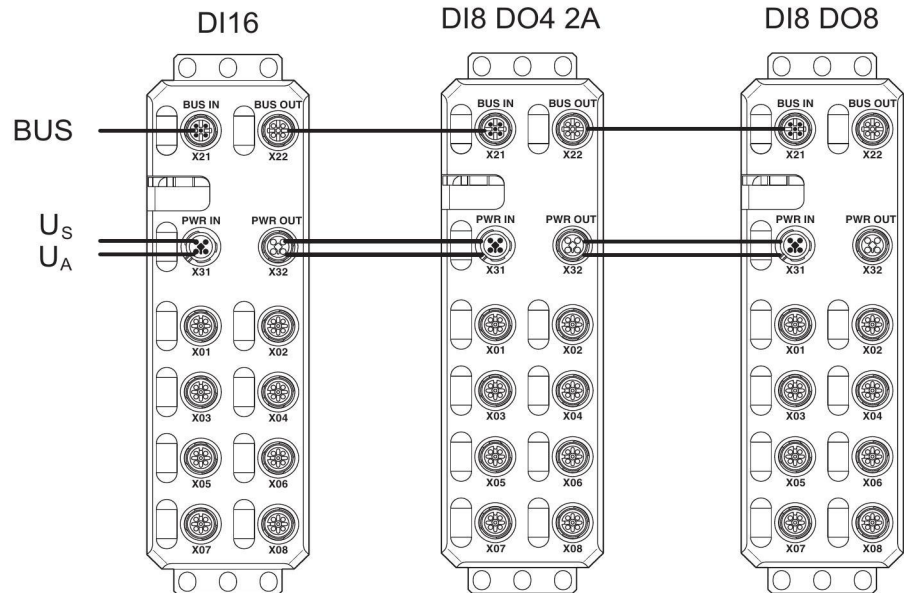 DI16 DI8 DO4 2A DI8 DO8
BUS IN BUS OUT BUS IN BUS OUT BUS IN BUS OUT
BUS
X21 X22 X21 X22 X21 X22
PWR IN PWR OUT PWR IN PWR OUT PWR IN PWR OUT
US
UA
X31 X32 X31 X32 X31 X32
X01 X02 X01 X02 X01 X02
X03 X04 X03 X04 X03 X04
X05 X06 X05 X06 X05 X06
X07 X08 X07 X08 X07 X08